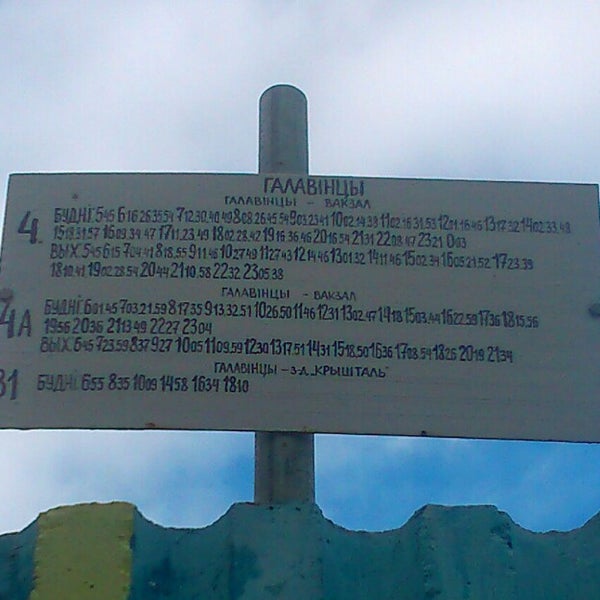 ГАЛАВІНЦЫ
ГАЛАВІНЦЫ - ВАКЗАЛ
4. БУДНІ: 545 616 26 35 54 712.30.40.49 808.26.45.54 903.23.41 1002.14.38 1102.16.31.53 1201.16.46 1317.32 1402.33.48
1518.31.57 1609.34.47 1711.23.49 1802.28.42 1916.36.46 2016.54 2131 2208.47 2321 003
ВЫХ: 545 615 704.41 818.55 911.46 1027.49 1127.43 1214.46 1301.32 1411.46 1502.34 1605.21.52 1723.39
1810.41 1902.28.54 2044 2110.58 2232 2305.38
ГАЛАВІНЦЫ - ВАКЗАЛ
4А БУДНІ: 601.45 703.21.59 817.35 913.32.51 1026.50 1146 1231 1302.47 1418 1503.44 1622.59 1736 1815.56
1956 2036 2113.49 2227 2304
ВЫХ: 645 723.59 837 927 1005 1109.59 1230 1317.51 1431 1518.50 1636 1708.54 1826 2019 2134
ГАЛАВІНЦЫ - З-Д „КРЫШТАЛЬ"
31 БУДНІ: 655 835 1009 1458 1634 1810